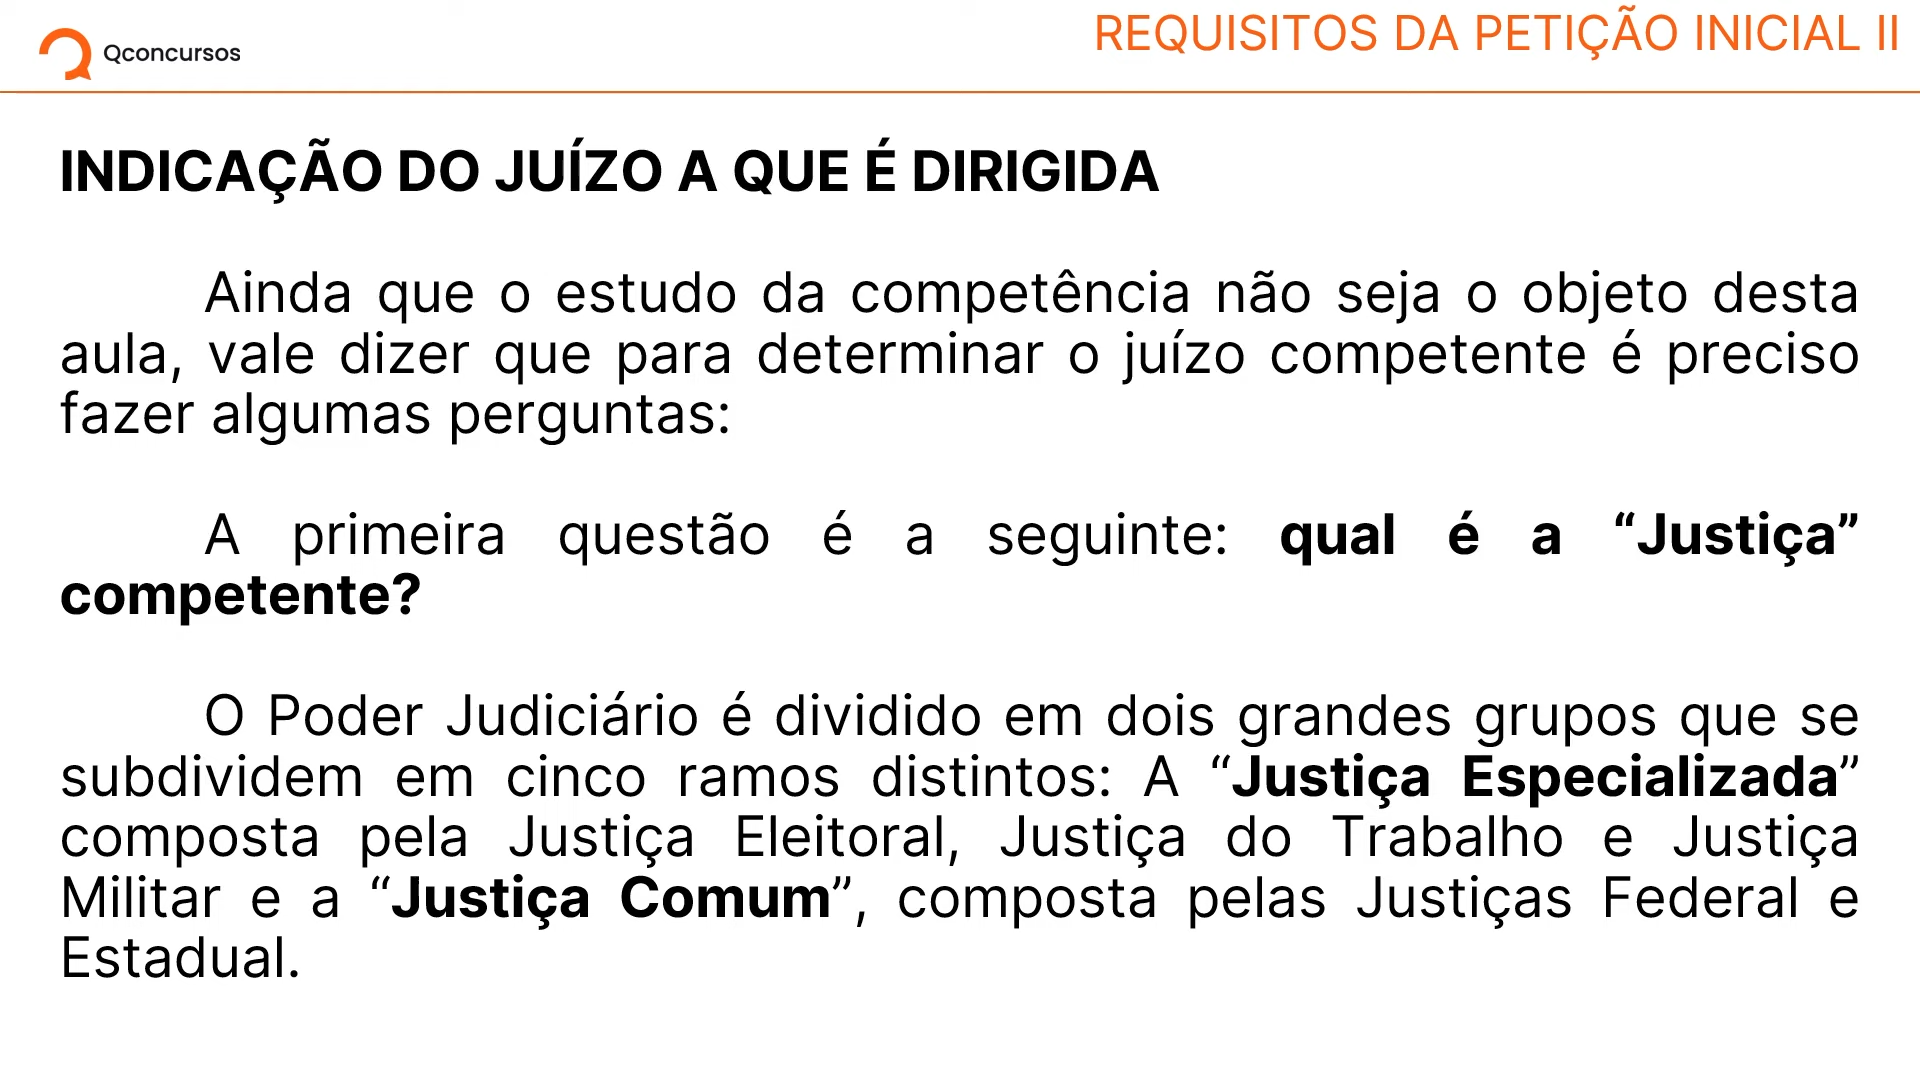 Qconcursos
REQUISITOS DA PETIÇÃO INICIAL II
INDICAÇÃO DO JUÍZO A QUE É DIRIGIDA
Ainda que o estudo da competência não seja o objeto desta
aula, vale dizer que para determinar o juízo competente é preciso
fazer algumas perguntas:
A primeira questão é a seguinte: qual é a “Justiça”
competente?
O Poder Judiciário é dividido em dois grandes grupos que se
subdividem em cinco ramos distintos: A “Justiça Especializada”
composta pela Justiça Eleitoral, Justiça do Trabalho e Justiça
Militar e a “Justiça Comum”, composta pelas Justiças Federal e
Estadual.